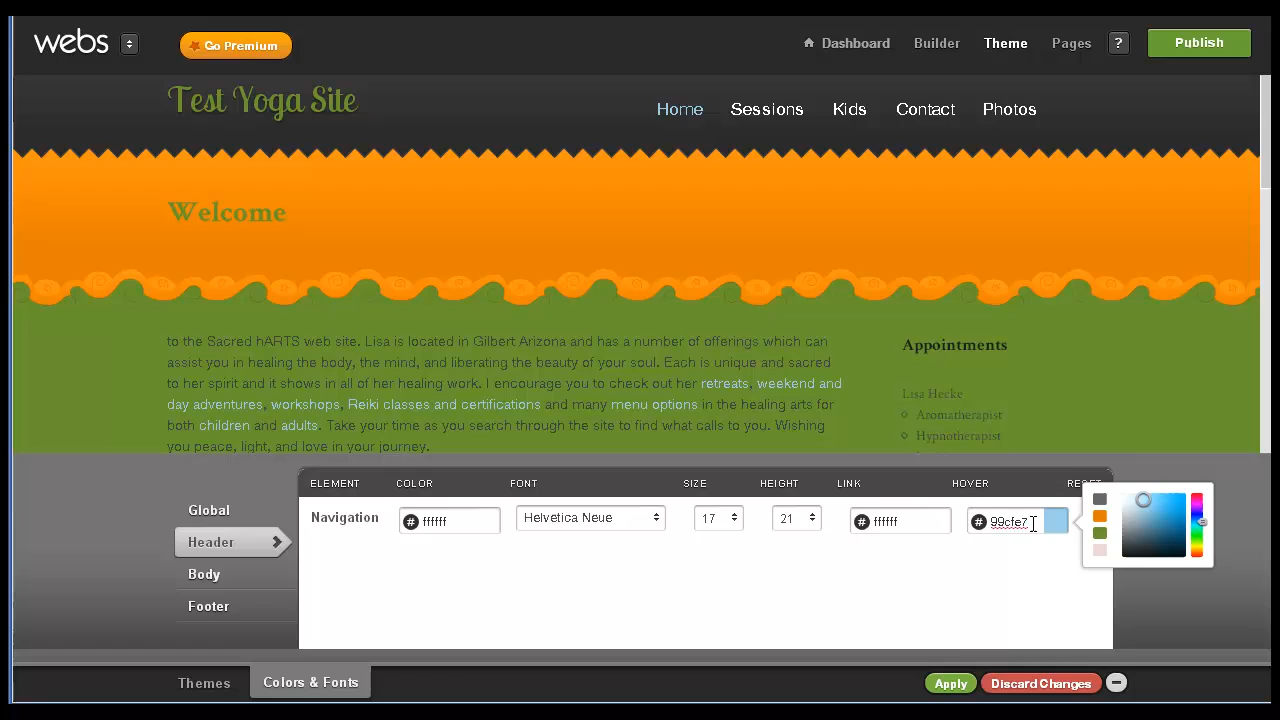 webs
Go Premium
Dashboard Builder Theme Pages ? Publish
Test Yoga Site
Home Sessions Kids Contact Photos
Welcome
to the Sacred hARTS web site. Lisa is located in Gilbert Arizona and has a number of offerings which can
assist you in healing the body, the mind, and liberating the beauty of your soul. Each is unique and sacred
to her spirit and it shows in all of her healing work. I encourage you to check out her retreats, weekend and
day adventures, workshops, Reiki classes and certifications and many menu options in the healing arts for
both children and adults. Take your time as you search through the site to find what calls to you. Wishing
you peace, light, and love in your journey.
Appointments
Lisa Hecke
Aromatherapist
Hypnotherapist
Global
Header
Body
Footer
ELEMENT COLOR FONT SIZE HEIGHT LINK HOVER
Navigation # ffffff Helvetica Neue 17 21 # ffffff # 99cfe7
Themes Colors & Fonts
Apply Discard Changes